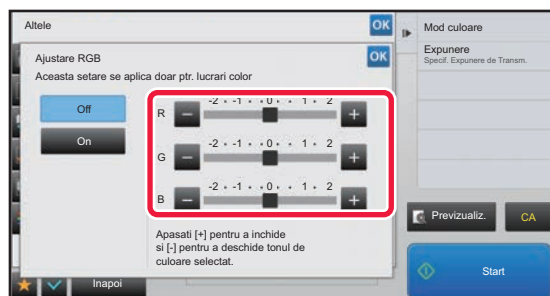 Altele
OK
Mod culoare
Ajustare RGB
OK
Expunere
Specif. Expunere de Transm.
Aceasta setare se aplica doar ptr. lucrari color
Off
On
-2 -1 0 1 2
R - +
-2 -1 0 1 2
G - +
-2 -1 0 1 2
B - +
Apasati [+] pentru a inchide
si [-] pentru a deschide tonul de
culoare selectat.
Previzualiz.
CA
Inapoi
Start